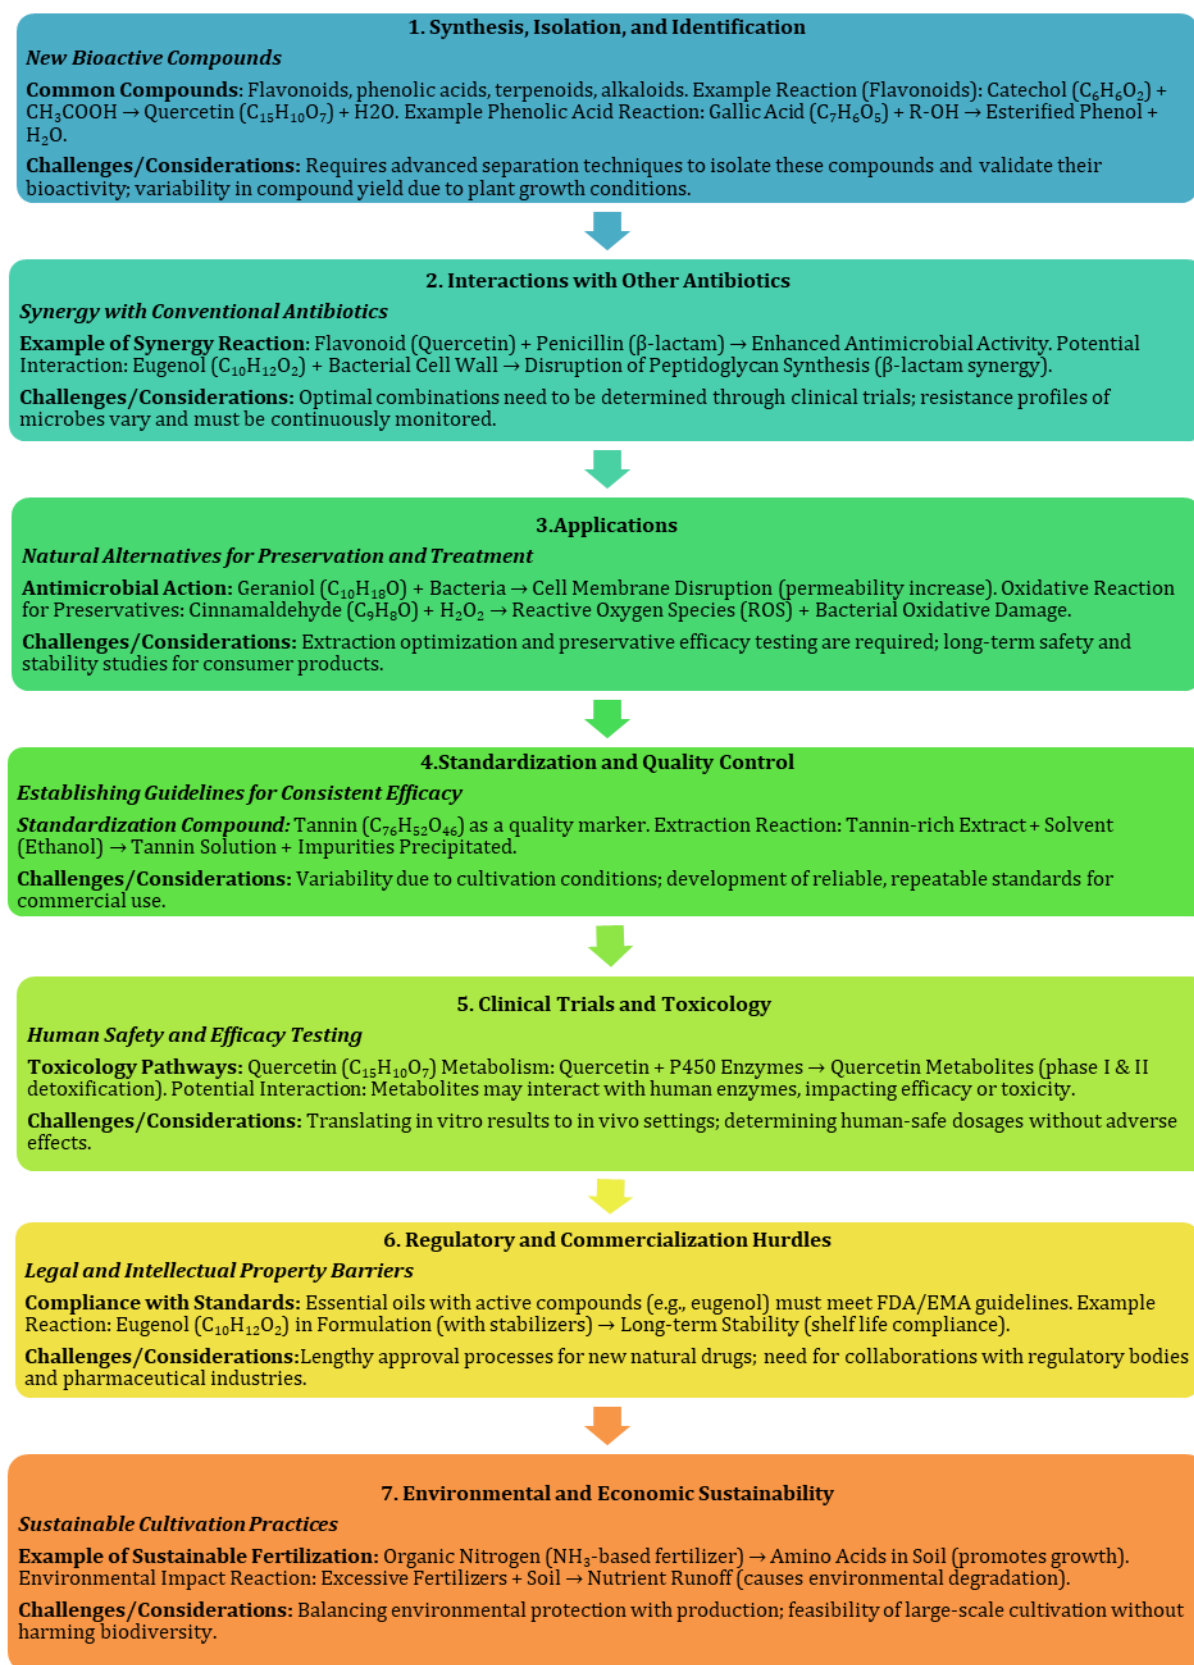 1. Synthesis, Isolation, and Identification
New Bioactive Compounds
Common Compounds: Flavonoids, phenolic acids, terpenoids, alkaloids. Example Reaction (Flavonoids): Catechol (C₆H₆O₂) +
CH₃COOH → Quercetin (C₁₅H₁₀O₇) + H2O. Example Phenolic Acid Reaction: Gallic Acid (C₇H₆O₅) + R-OH → Esterified Phenol +
H₂O.
Challenges/Considerations: Requires advanced separation techniques to isolate these compounds and validate their
bioactivity; variability in compound yield due to plant growth conditions.
2. Interactions with Other Antibiotics
Synergy with Conventional Antibiotics
Example of Synergy Reaction: Flavonoid (Quercetin) + Penicillin (β-lactam) → Enhanced Antimicrobial Activity. Potential
Interaction: Eugenol (C₁₀H₁₂O₂) + Bacterial Cell Wall → Disruption of Peptidoglycan Synthesis (β-lactam synergy).
Challenges/Considerations: Optimal combinations need to be determined through clinical trials; resistance profiles of
microbes vary and must be continuously monitored.
3.Applications
Natural Alternatives for Preservation and Treatment
Antimicrobial Action: Geraniol (C₁₀H₁₈O) + Bacteria → Cell Membrane Disruption (permeability increase). Oxidative Reaction
for Preservatives: Cinnamaldehyde (C₉H₈O) + H₂O₂ → Reactive Oxygen Species (ROS) + Bacterial Oxidative Damage.
Challenges/Considerations: Extraction optimization and preservative efficacy testing are required; long-term safety and
stability studies for consumer products.
4.Standardization and Quality Control
Establishing Guidelines for Consistent Efficacy
Standardization Compound: Tannin (C₇₆H₅₂O₄₆) as a quality marker. Extraction Reaction: Tannin-rich Extract + Solvent
(Ethanol) → Tannin Solution + Impurities Precipitated.
Challenges/Considerations: Variability due to cultivation conditions; development of reliable, repeatable standards for
commercial use.
5. Clinical Trials and Toxicology
Human Safety and Efficacy Testing
Toxicology Pathways: Quercetin (C₁₅H₁₀O₇) Metabolism: Quercetin + P450 Enzymes → Quercetin Metabolites (phase I & II
detoxification). Potential Interaction: Metabolites may interact with human enzymes, impacting efficacy or toxicity.
Challenges/Considerations: Translating in vitro results to in vivo settings; determining human-safe dosages without adverse
effects.
6. Regulatory and Commercialization Hurdles
Legal and Intellectual Property Barriers
Compliance with Standards: Essential oils with active compounds (e.g., eugenol) must meet FDA/EMA guidelines. Example
Reaction: Eugenol (C₁₀H₁₂O₂) in Formulation (with stabilizers) → Long-term Stability (shelf life compliance).
Challenges/Considerations:Lengthy approval processes for new natural drugs; need for collaborations with regulatory bodies
and pharmaceutical industries.
7. Environmental and Economic Sustainability
Sustainable Cultivation Practices
Example of Sustainable Fertilization: Organic Nitrogen (NH₃-based fertilizer) → Amino Acids in Soil (promotes growth).
Environmental Impact Reaction: Excessive Fertilizers + Soil → Nutrient Runoff (causes environmental degradation).
Challenges/Considerations: Balancing environmental protection with production; feasibility of large-scale cultivation without
harming biodiversity.